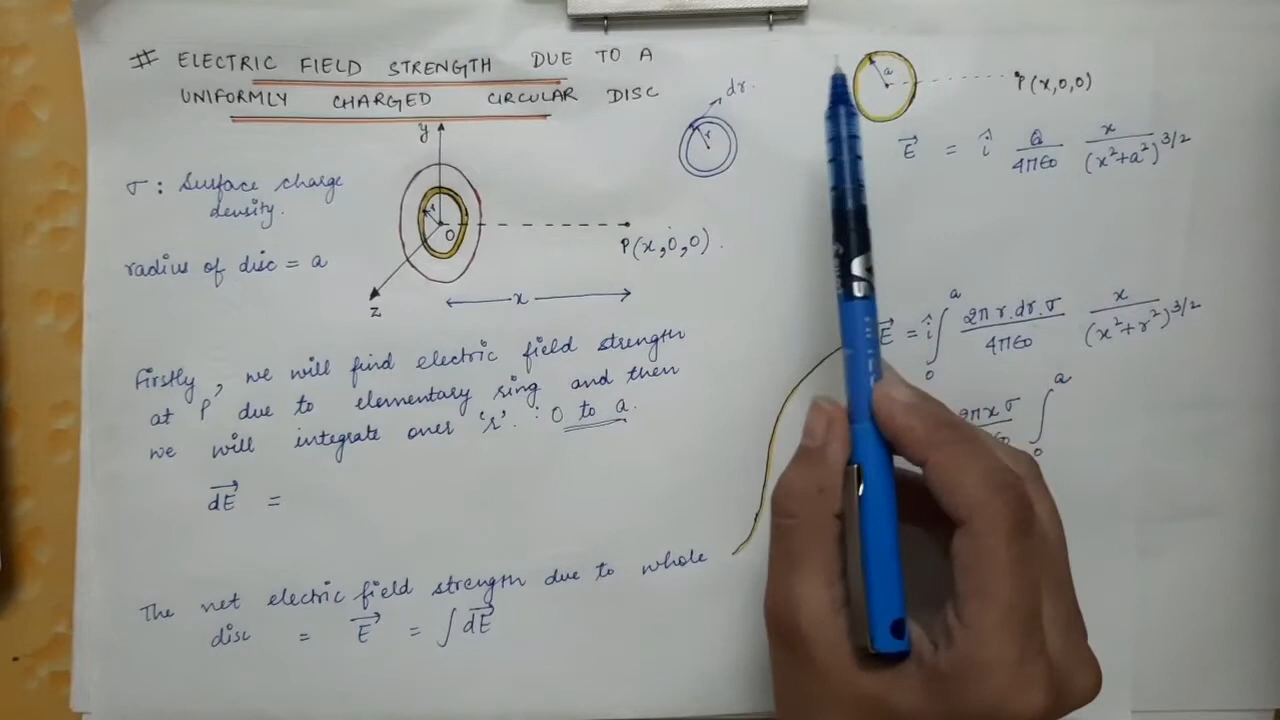 # ELECTRIC FIELD STRENGTH DUE TO A
UNIFORMLY CHARGED CIRCULAR DISC
σ : Surface charge
density.
radius of disc = a
y
r
O
z
P(x,0,0).
x
r
dr.
Firstly, we will find electric field strength
at P due to elementary ring and then
we will integrate over 'r'. : 0 to a.
dE⃗ =
The net electric field strength due to whole
disc = E⃗ = ∫ dE⃗
a
P(x,0,0)
E⃗ = î Q/4πε0 x/(x²+a²)^3/2
E⃗ = î ∫₀ᵃ 2πr.dr.σ/4πε0 x/(x²+r²)^3/2
2πxσ ∫₀ᵃ